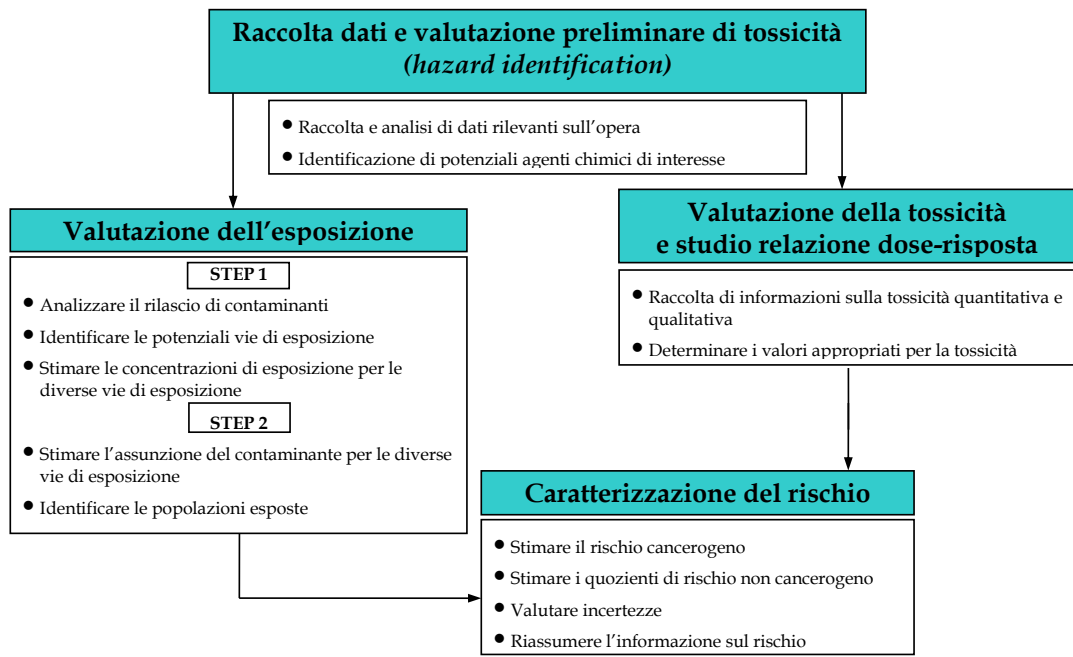 Raccolta dati e valutazione preliminare di tossicità
(hazard identification)
● Raccolta e analisi di dati rilevanti sull’opera
● Identificazione di potenziali agenti chimici di interesse
Valutazione dell’esposizione
STEP 1
● Analizzare il rilascio di contaminanti
● Identificare le potenziali vie di esposizione
● Stimare le concentrazioni di esposizione per le
diverse vie di esposizione
STEP 2
● Stimare l’assunzione del contaminante per le diverse
vie di esposizione
● Identificare le popolazioni esposte
Valutazione della tossicità
e studio relazione dose-risposta
● Raccolta di informazioni sulla tossicità quantitativa e
qualitativa
● Determinare i valori appropriati per la tossicità
Caratterizzazione del rischio
● Stimare il rischio cancerogeno
● Stimare i quozienti di rischio non cancerogeno
● Valutare incertezze
● Riassumere l’informazione sul rischio